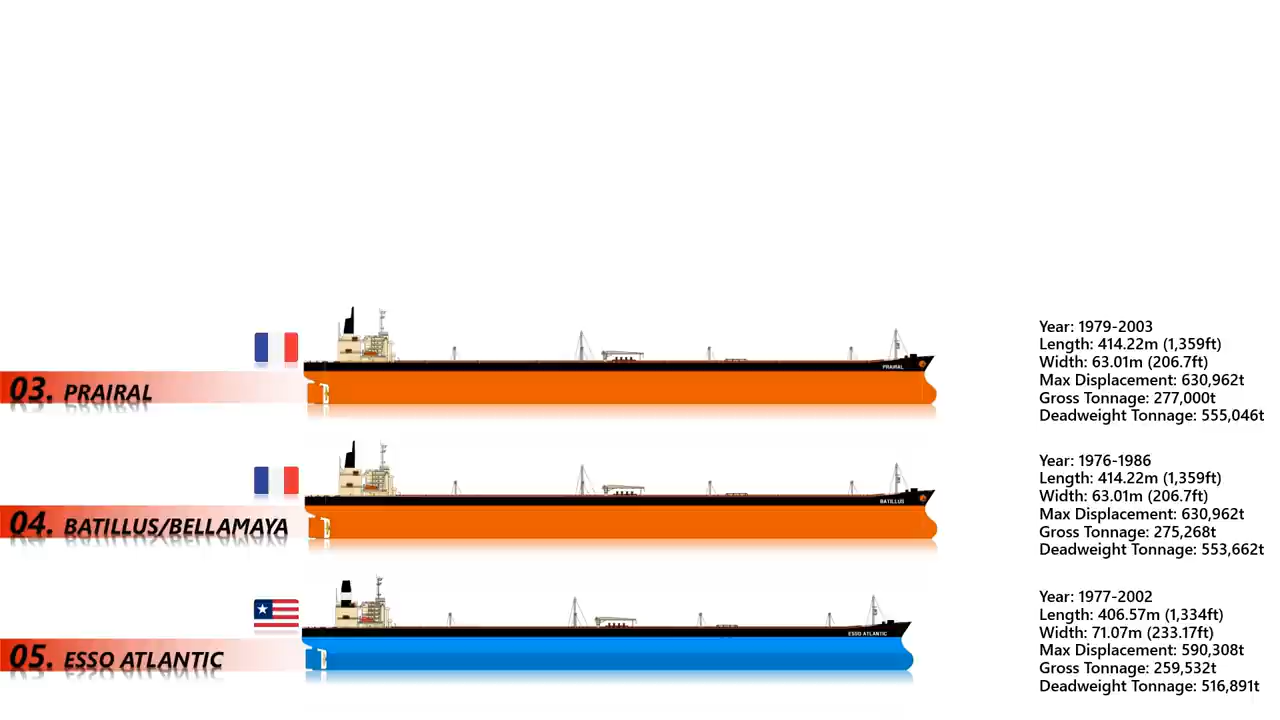 Year: 1979-2003
Length: 414.22m (1,359ft)
Width: 63.01m (206.7ft)
Max Displacement: 630,962t
Gross Tonnage: 277,000t
Deadweight Tonnage: 555,046t
03. PRAIRAL
PRAIRAL
Year: 1976-1986
Length: 414.22m (1,359ft)
Width: 63.01m (206.7ft)
Max Displacement: 630,962t
Gross Tonnage: 275,268t
Deadweight Tonnage: 553,662t
04. BATILLUS/BELLAMAYA
BATILLUS
Year: 1977-2002
Length: 406.57m (1,334ft)
Width: 71.07m (233.17ft)
Max Displacement: 590,308t
Gross Tonnage: 259,532t
Deadweight Tonnage: 516,891t
05. ESSO ATLANTIC
ESSO ATLANTIC